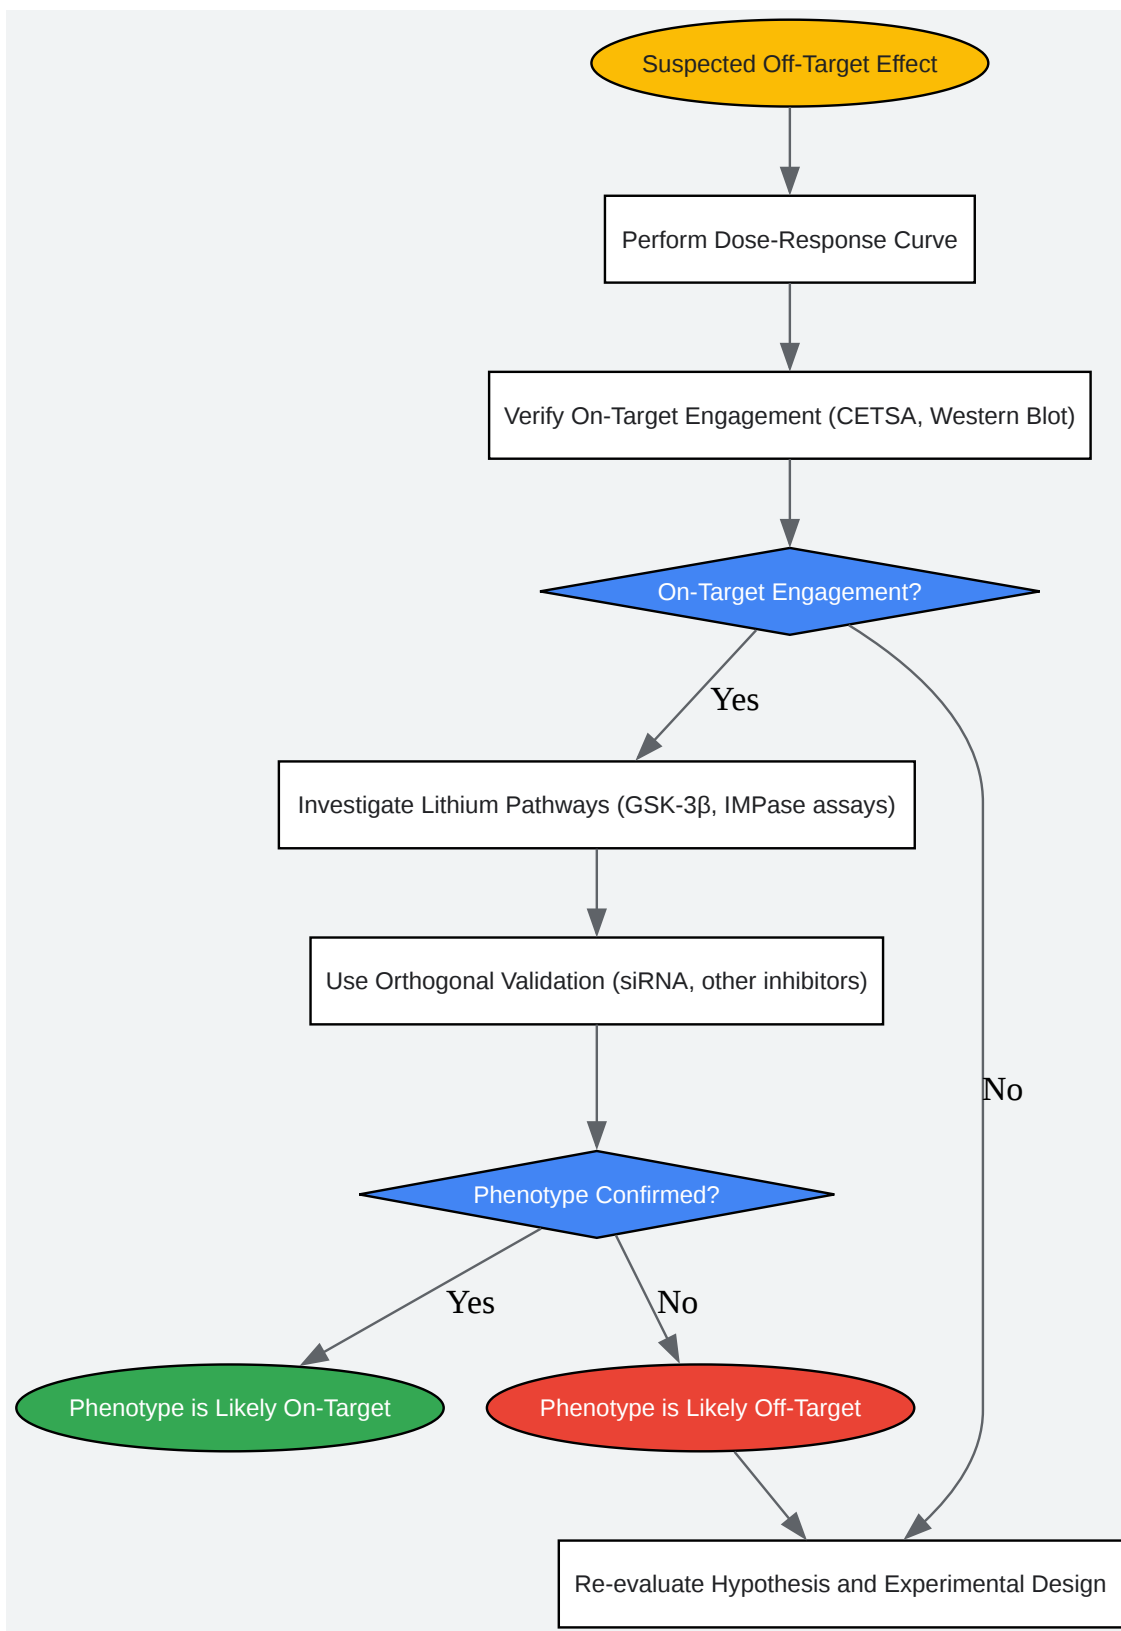 Suspected Off-Target Effect
Perform Dose-Response Curve
Verify On-Target Engagement (CETSA, Western Blot)
On-Target Engagement?
Yes
Investigate Lithium Pathways (GSK-3β, IMPase assays)
Use Orthogonal Validation (siRNA, other inhibitors)
No
Phenotype Confirmed?
Yes
No
Phenotype is Likely On-Target
Phenotype is Likely Off-Target
Re-evaluate Hypothesis and Experimental Design